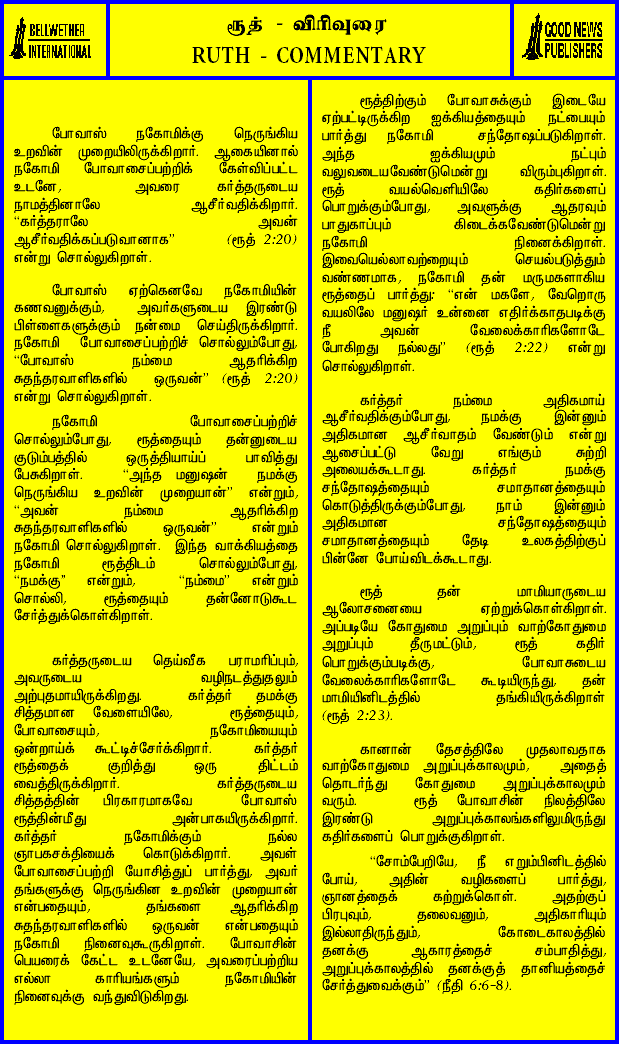 BELLWETHER
INTERNATIONAL
ரூத் - விரிவுரை
RUTH - COMMENTARY
GOOD NEWS
PUBLISHERS
போவாஸ் நகோமிக்கு நெருங்கிய
உறவின் முறையிலிருக்கிறார். ஆகையினால்
நகோமி போவாசைப்பற்றிக் கேள்விப்பட்ட
உடனே, அவரை கர்த்தருடைய
நாமத்தினாலே ஆசீர்வதிக்கிறார்.
“கர்த்தராலே அவன்
ஆசீர்வதிக்கப்படுவானாக” (ரூத் 2:20)
என்று சொல்லுகிறாள்.
போவாஸ் ஏற்கெனவே நகோமியின்
கணவனுக்கும், அவர்களுடைய இரண்டு
பிள்ளைகளுக்கும் நன்மை செய்திருக்கிறார்.
நகோமி போவாசைப்பற்றிச் சொல்லும்போது,
“போவாஸ் நம்மை ஆதரிக்கிற
சுதந்தரவாளிகளில் ஒருவன்” (ரூத் 2:20)
என்று சொல்லுகிறாள்.
நகோமி போவாசைப்பற்றிச்
சொல்லும்போது, ரூத்தையும் தன்னுடைய
குடும்பத்தில் ஒருத்தியாய்ப் பாவித்து
பேசுகிறாள். “அந்த மனுஷன் நமக்கு
நெருங்கிய உறவின் முறையான்” என்றும்,
“அவன் நம்மை ஆதரிக்கிற
சுதந்தரவாளிகளில் ஒருவன்” என்றும்
நகோமி சொல்லுகிறாள். இந்த வாக்கியத்தை
நகோமி ரூத்திடம் சொல்லும்போது,
“நமக்கு” என்றும், “நம்மை” என்றும்
சொல்லி, ரூத்தையும் தன்னோடுகூட
சேர்த்துக்கொள்கிறாள்.
கர்த்தருடைய தெய்வீக பராமரிப்பும்,
அவருடைய வழிநடத்துதலும்
அற்புதமாயிருக்கிறது. கர்த்தர் தமக்கு
சித்தமான வேளையிலே, ரூத்தையும்,
போவாசையும், நகோமியையும்
ஒன்றாய்க் கூட்டிச்சேர்க்கிறார். கர்த்தர்
ரூத்தைக் குறித்து ஒரு திட்டம்
வைத்திருக்கிறார். கர்த்தருடைய
சித்தத்தின் பிரகாரமாகவே போவாஸ்
ரூத்தின்மீது அன்பாகயிருக்கிறார்.
கர்த்தர் நகோமிக்கும் நல்ல
ஞாபகசக்தியைக் கொடுக்கிறார். அவள்
போவாசைப்பற்றி யோசித்துப் பார்த்து, அவர்
தங்களுக்கு நெருங்கின உறவின் முறையான்
என்பதையும், தங்களை ஆதரிக்கிற
சுதந்தரவாளிகளில் ஒருவன் என்பதையும்
நகோமி நினைவுகூருகிறாள். போவாசின்
பெயரைக் கேட்ட உடனேயே, அவரைப்பற்றிய
எல்லா காரியங்களும் நகோமியின்
நினைவுக்கு வந்துவிடுகிறது.
ரூத்திற்கும் போவாசுக்கும் இடையே
ஏற்பட்டிருக்கிற ஐக்கியத்தையும் நட்பையும்
பார்த்து நகோமி சந்தோஷப்படுகிறாள்.
அந்த ஐக்கியமும் நட்பும்
வலுவடையவேண்டுமென்று விரும்புகிறாள்.
ரூத் வயல்வெளியிலே கதிர்களைப்
பொறுக்கும்போது, அவளுக்கு ஆதரவும்
பாதுகாப்பும் கிடைக்கவேண்டுமென்று
நகோமி நினைக்கிறாள்.
இவையெல்லாவற்றையும் செயல்படுத்தும்
வண்ணமாக, நகோமி தன் மருமகளாகிய
ரூத்தைப் பார்த்து: “என் மகளே, வேறொரு
வயலிலே மனுஷர் உன்னை எதிர்க்காதபடிக்கு
நீ அவன் வேலைக்காரிகளோடே
போகிறது நல்லது” (ரூத் 2:22) என்று
சொல்லுகிறாள்.
கர்த்தர் நம்மை அதிகமாய்
ஆசீர்வதிக்கும்போது, நமக்கு இன்னும்
அதிகமான ஆசீர்வாதம் வேண்டும் என்று
ஆசைப்பட்டு வேறு எங்கும் சுற்றி
அலையக்கூடாது. கர்த்தர் நமக்கு
சந்தோஷத்தையும் சமாதானத்தையும்
கொடுத்திருக்கும்போது, நாம் இன்னும்
அதிகமான சந்தோஷத்தையும்
சமாதானத்தையும் தேடி உலகத்திற்குப்
பின்னே போய்விடக்கூடாது.
ரூத் தன் மாமியாருடைய
ஆலோசனையை ஏற்றுக்கொள்கிறாள்.
அப்படியே கோதுமை அறுப்பும் வாற்கோதுமை
அறுப்பும் தீருமட்டும், ரூத் கதிர்
பொறுக்கும்படிக்கு, போவாசுடைய
வேலைக்காரிகளோடே கூடியிருந்து, தன்
மாமியினிடத்தில் தங்கியிருக்கிறாள்
(ரூத் 2:23).
கானான் தேசத்திலே முதலாவதாக
வாற்கோதுமை அறுப்புக்காலமும், அதைத்
தொடர்ந்து கோதுமை அறுப்புக்காலமும்
வரும். ரூத் போவாசின் நிலத்திலே
இரண்டு அறுப்புக்காலங்களிலுமிருந்து
கதிர்களைப் பொறுக்குகிறாள்.
“சோம்பேறியே, நீ எறும்பினிடத்தில்
போய், அதின் வழிகளைப் பார்த்து,
ஞானத்தைக் கற்றுக்கொள். அதற்குப்
பிரபுவும், தலைவனும், அதிகாரியும்
இல்லாதிருந்தும், கோடைகாலத்தில்
தனக்கு ஆகாரத்தைச் சம்பாதித்து,
அறுப்புக்காலத்தில் தனக்குத் தானியத்தைச்
சேர்த்துவைக்கும்” (நீதி 6:6-8).